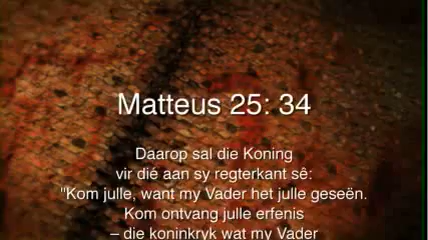 Matteus 25: 34
Daarop sal die Koning
vir dié aan sy regterkant sê:
"Kom julle, want my Vader het julle geseën.
Kom ontvang julle erfenis
– die koninkryk wat my Vader